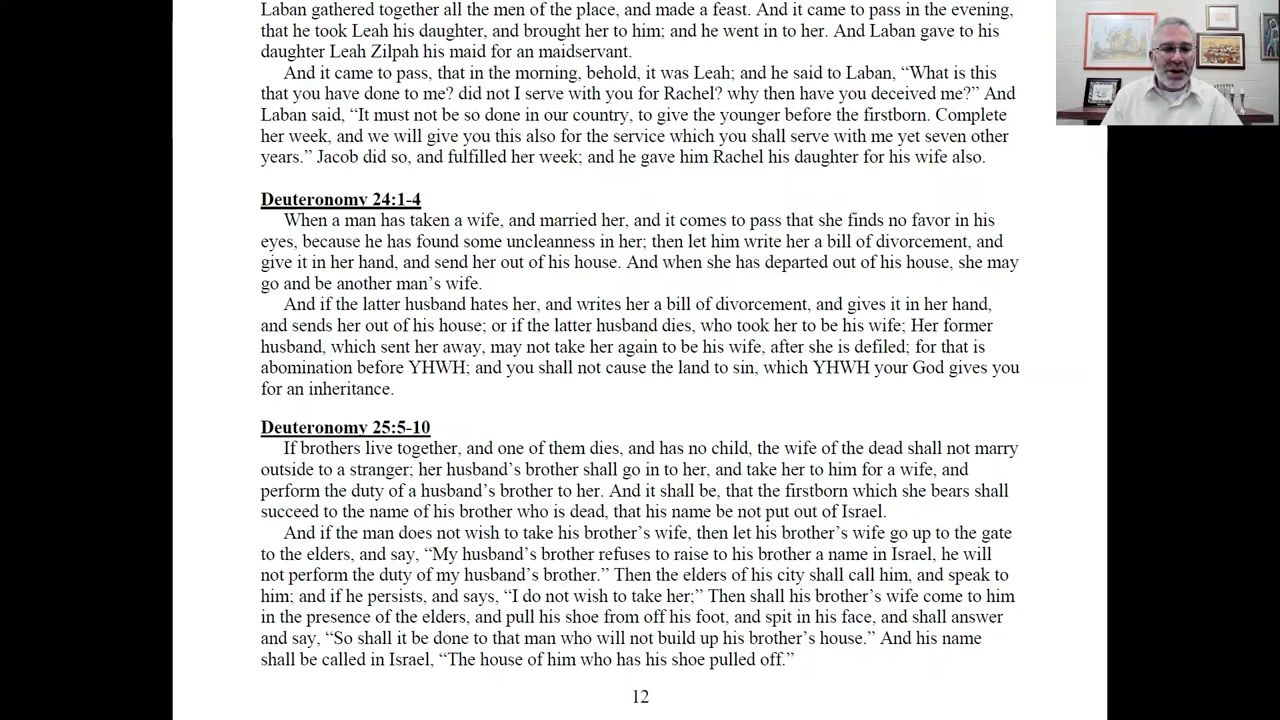 Laban gathered together all the men of the place, and made a feast. And it came to pass in the evening,
that he took Leah his daughter, and brought her to him; and he went in to her. And Laban gave to his
daughter Leah Zilpah his maid for an maidservant.
And it came to pass, that in the morning, behold, it was Leah; and he said to Laban, “What is this
that you have done to me? did not I serve with you for Rachel? why then have you deceived me?” And
Laban said, “It must not be so done in our country, to give the younger before the firstborn. Complete
her week, and we will give you this also for the service which you shall serve with me yet seven other
years.” Jacob did so, and fulfilled her week; and he gave him Rachel his daughter for his wife also.
Deuteronomy 24:1-4
When a man has taken a wife, and married her, and it comes to pass that she finds no favor in his
eyes, because he has found some uncleanness in her; then let him write her a bill of divorcement, and
give it in her hand, and send her out of his house. And when she has departed out of his house, she may
go and be another man’s wife.
And if the latter husband hates her, and writes her a bill of divorcement, and gives it in her hand,
and sends her out of his house; or if the latter husband dies, who took her to be his wife; Her former
husband, which sent her away, may not take her again to be his wife, after she is defiled; for that is
abomination before YHWH; and you shall not cause the land to sin, which YHWH your God gives you
for an inheritance.
Deuteronomy 25:5-10
If brothers live together, and one of them dies, and has no child, the wife of the dead shall not marry
outside to a stranger; her husband’s brother shall go in to her, and take her to him for a wife, and
perform the duty of a husband’s brother to her. And it shall be, that the firstborn which she bears shall
succeed to the name of his brother who is dead, that his name be not put out of Israel.
And if the man does not wish to take his brother’s wife, then let his brother’s wife go up to the gate
to the elders, and say, “My husband’s brother refuses to raise to his brother a name in Israel, he will
not perform the duty of my husband’s brother.” Then the elders of his city shall call him, and speak to
him; and if he persists, and says, “I do not wish to take her;” Then shall his brother’s wife come to him
in the presence of the elders, and pull his shoe from off his foot, and spit in his face, and shall answer
and say, “So shall it be done to that man who will not build up his brother’s house.” And his name
shall be called in Israel, “The house of him who has his shoe pulled off.”
12